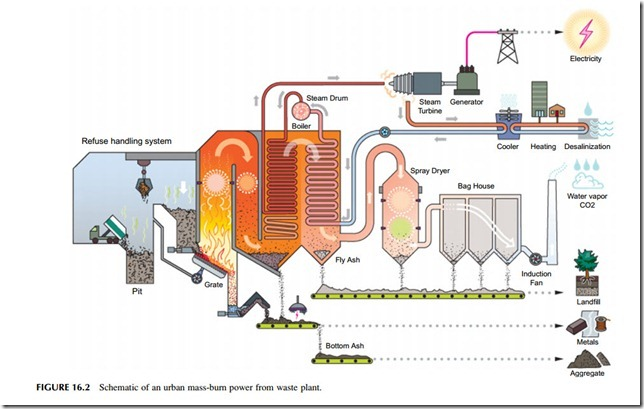 Electricity
Steam Drum
Boiler
Steam
Turbine
Generator
Refuse handling system
Cooler
Heating
Desalinization
Spray Dryer
Bag House
Water vapor
CO2
Fly Ash
Grate
Pit
Induction
Fan
Landfill
Metals
Bottom Ash
Aggregate
FIGURE 16.2 Schematic of an urban mass-burn power from waste plant.